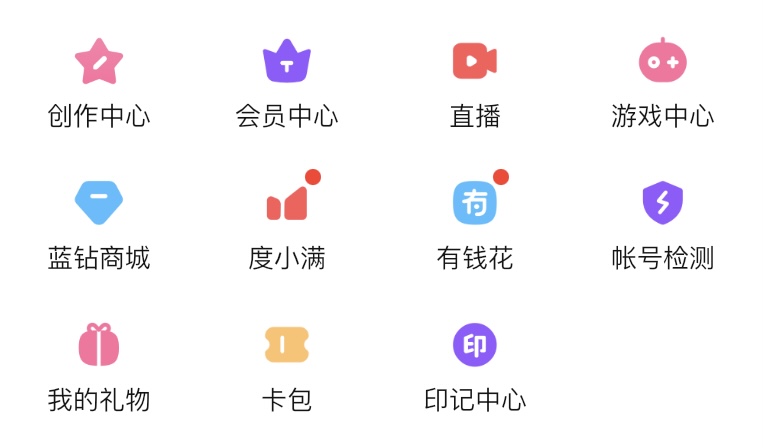 创作中心 会员中心 直播 游戏中心
蓝钻商城 度小满 有钱花 帐号检测
我的礼物 卡包 印记中心